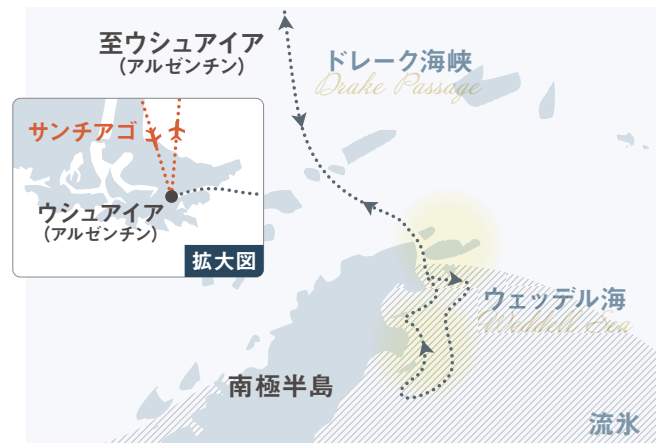 至ウシュアイア
(アルゼンチン)
ドレーク海峡
Drake Passage
サンチアゴ
ウシュアイア
(アルゼンチン)
拡大図
ウェッデル海
Weddell Sea
南極半島
流氷